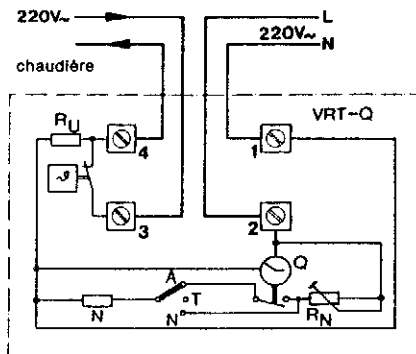 220V~ L
220V~ N
chaudière
VRT-Q
RU
4 1
ϑ
3 2
A Q
T
N N RN